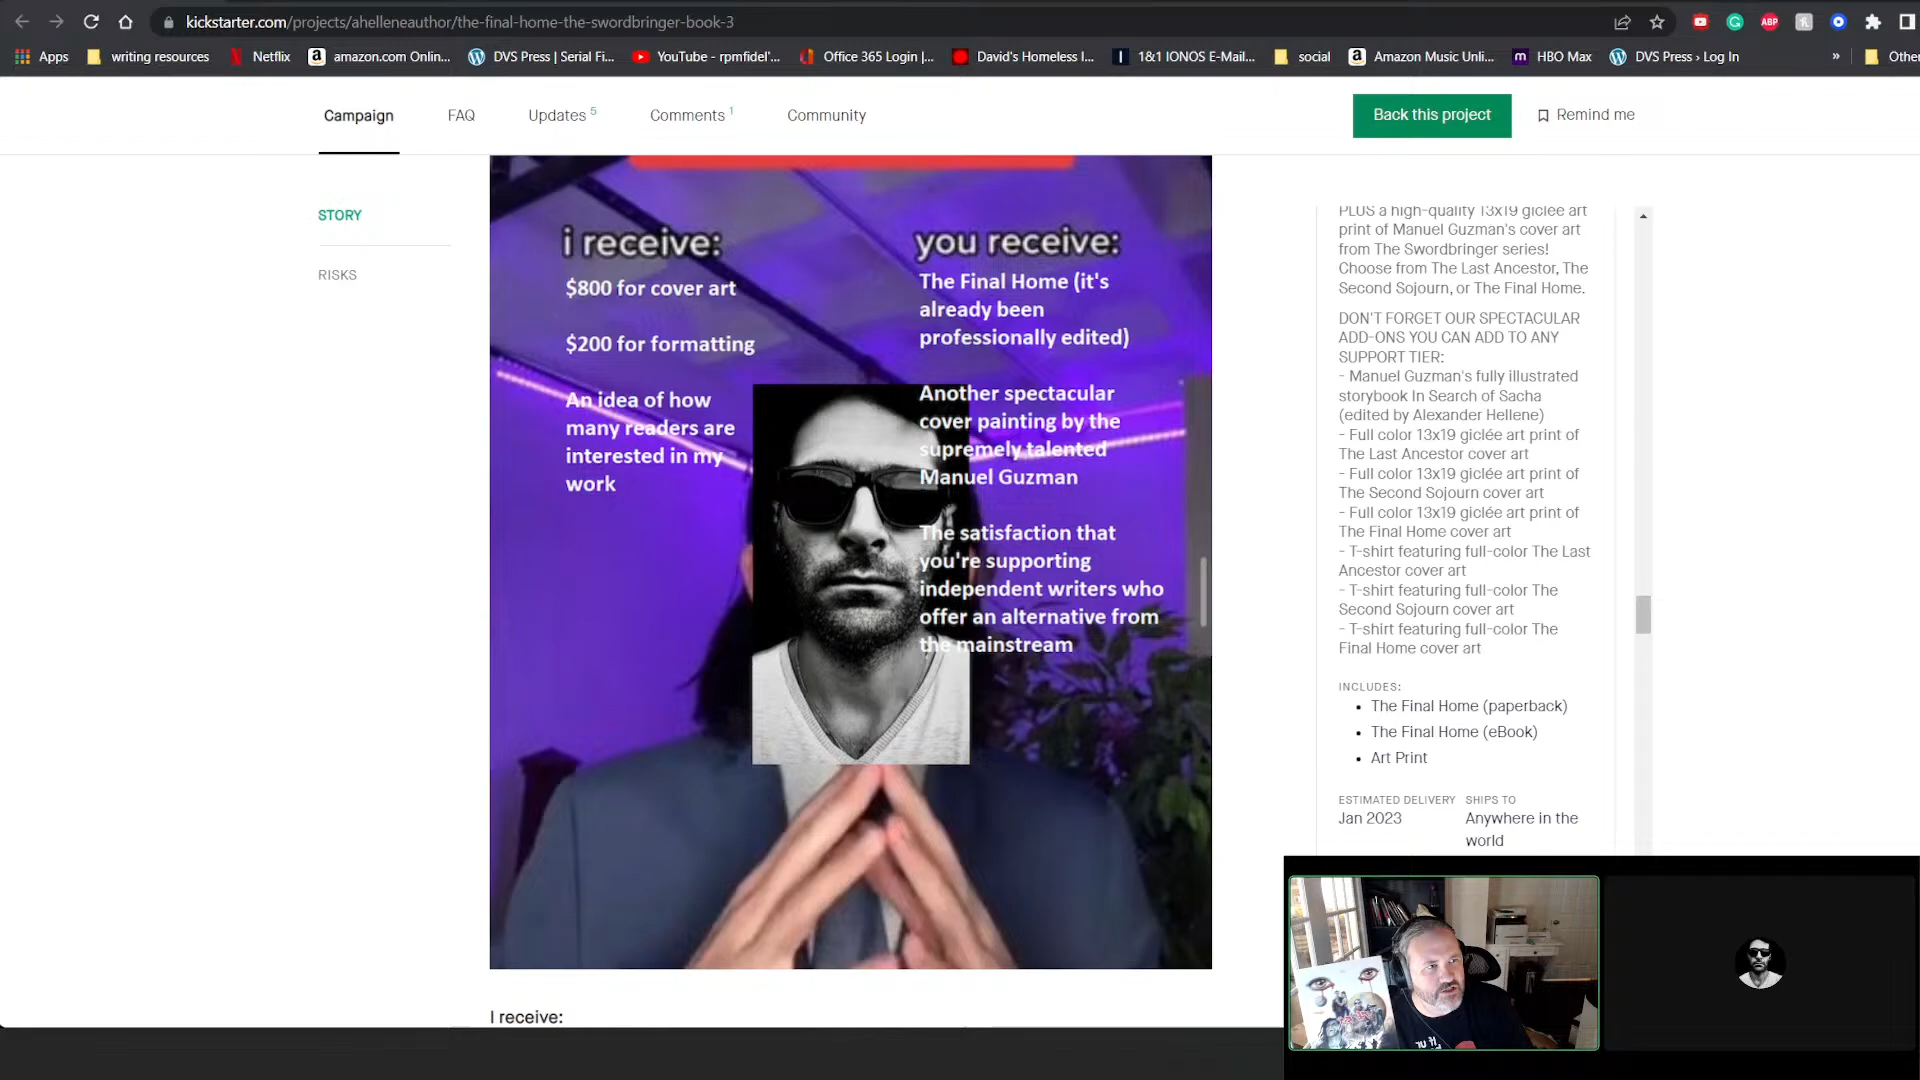 kickstarter.com/projects/ahelleneauthor/the-final-home-the-swordbringer-book-3
Apps
writing resources
Netflix
amazon.com Onlin...
DVS Press | Serial Fi...
YouTube - rpmfidel'...
Office 365 Login |...
David's Homeless I...
1&1 IONOS E-Mail...
social
Amazon Music Unli...
HBO Max
DVS Press › Log In
»
Other
Campaign
FAQ
Updates 5
Comments 1
Community
Back this project
Remind me
STORY
RISKS
i receive:
$800 for cover art
$200 for formatting
An idea of how
many readers are
interested in my
work
you receive:
The Final Home (it's
already been
professionally edited)
Another spectacular
cover painting by the
supremely talented
Manuel Guzman
The satisfaction that
you're supporting
independent writers who
offer an alternative from
the mainstream
I receive:
PLUS a high-quality 13x19 giclée art
print of Manuel Guzman's cover art
from The Swordbringer series!
Choose from The Last Ancestor, The
Second Sojourn, or The Final Home.
DON'T FORGET OUR SPECTACULAR
ADD-ONS YOU CAN ADD TO ANY
SUPPORT TIER:
- Manuel Guzman's fully illustrated
storybook In Search of Sacha
(edited by Alexander Hellene)
- Full color 13x19 giclée art print of
The Last Ancestor cover art
- Full color 13x19 giclée art print of
The Second Sojourn cover art
- Full color 13x19 giclée art print of
The Final Home cover art
- T-shirt featuring full-color The Last
Ancestor cover art
- T-shirt featuring full-color The
Second Sojourn cover art
- T-shirt featuring full-color The
Final Home cover art
INCLUDES:
• The Final Home (paperback)
• The Final Home (eBook)
• Art Print
ESTIMATED DELIVERY
Jan 2023
SHIPS TO
Anywhere in the
world